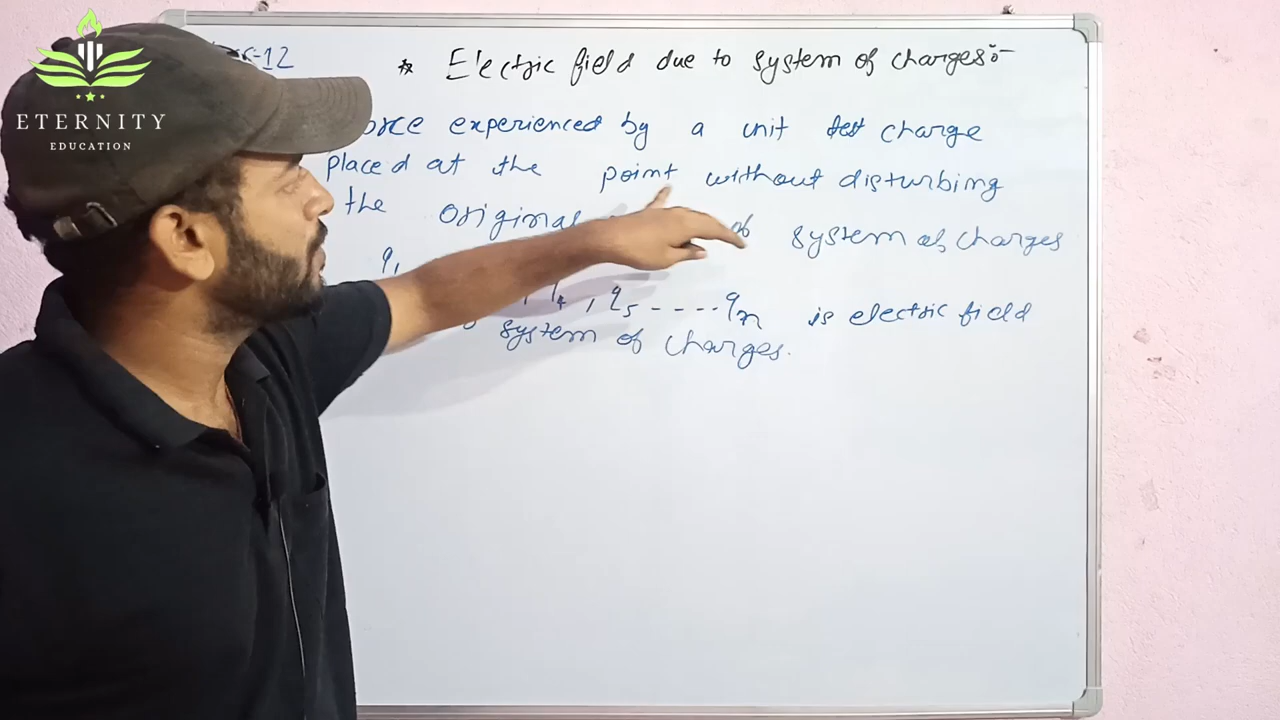 ETERNITY
EDUCATION
-12
* Electric field due to system of charges:-
orce experienced by a unit test charge
placed at the point without disturbing
the original of system of charges
q1
q4, q5 - - - - qn is electric field
system of charges.